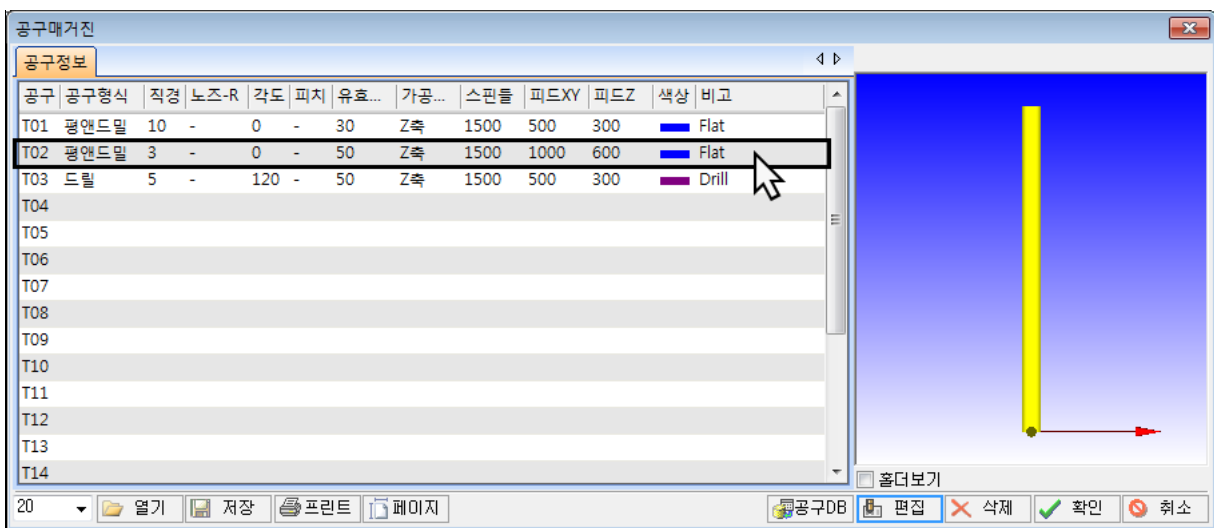 공구매거진
공구정보
공구 공구형식 직경 노즈-R 각도 피치 유효... 가공... 스핀들 피드XY 피드Z 색상 비고
T01 평앤드밀 10 - 0 - 30 Z축 1500 500 300 Flat
T02 평앤드밀 3 - 0 - 50 Z축 1500 1000 600 Flat
T03 드릴 5 - 120 - 50 Z축 1500 500 300 Drill
T04
T05
T06
T07
T08
T09
T10
T11
T12
T13
T14
홀더보기
20 열기 저장 프린트 페이지 공구DB 편집 삭제 확인 취소